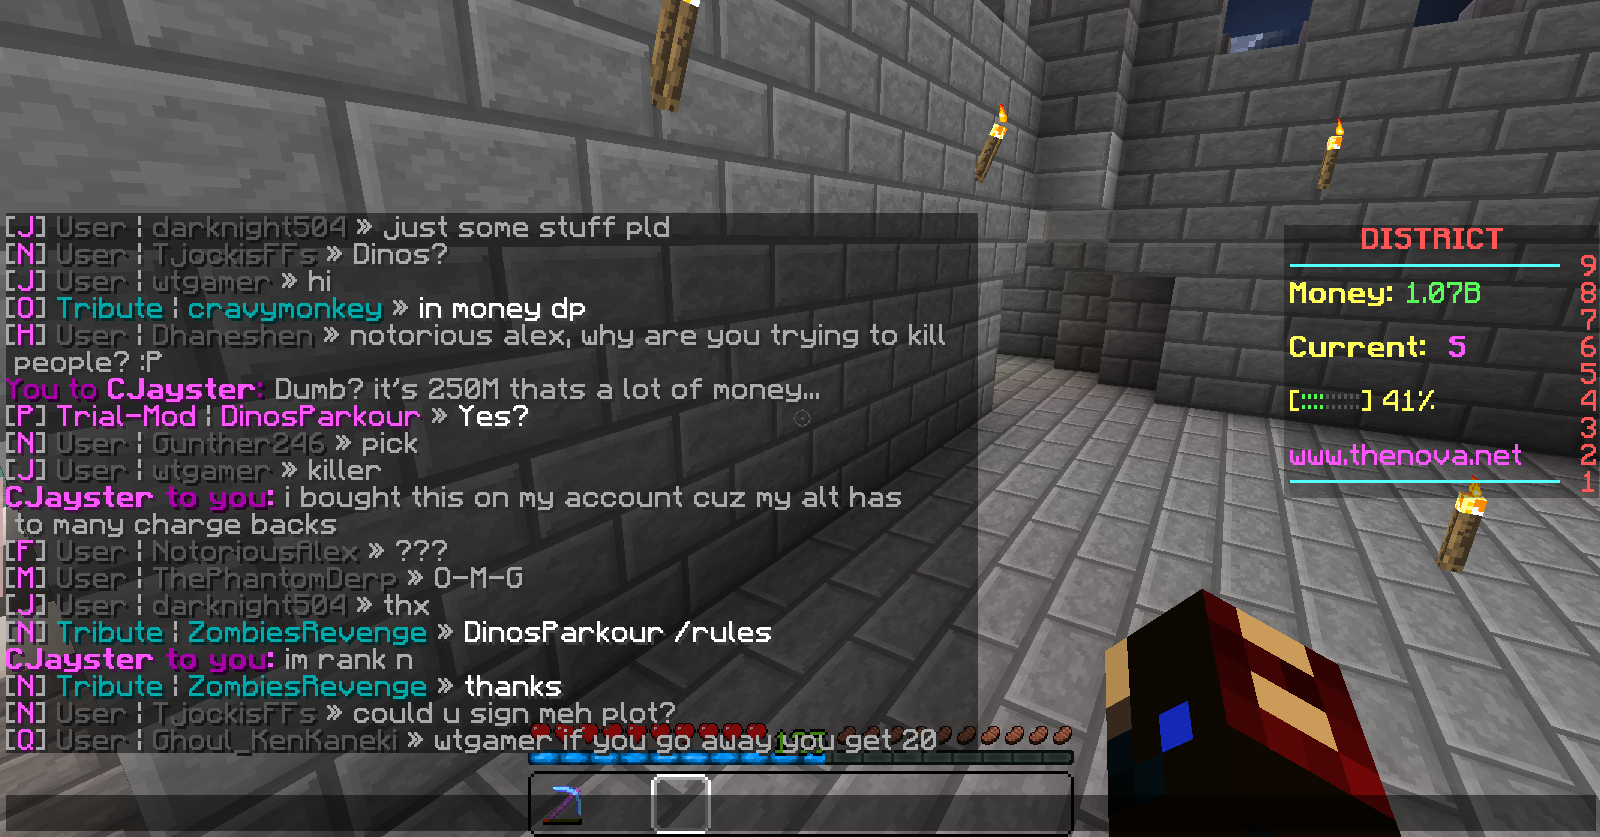 [J] User ¦ darknight504 » just some stuff pld
[N] User ¦ TjockisFFs » Dinos?
[J] User ¦ wtgamer » hi
[O] Tribute ¦ cravymonkey » in money dp
[H] User ¦ Dhaneshen » notorious alex, why are you trying to kill
people? :P
You to CJayster: Dumb? it's 250M thats a lot of money...
[P] Trial-Mod ¦ DinosParkour » Yes?
[N] User ¦ Gunther246 » pick
[J] User ¦ wtgamer » killer
CJayster to you: i bought this on my account cuz my alt has
to many charge backs
[F] User ¦ NotoriousAlex » ???
[M] User ¦ ThePhantomDerp » O-M-G
[J] User ¦ darknight504 » thx
[N] Tribute ¦ ZombiesRevenge » DinosParkour /rules
CJayster to you: im rank n
[N] Tribute ¦ ZombiesRevenge » thanks
[N] User ¦ TjockisFFs » could u sign meh plot?
[Q] User ¦ Ghoul_KenKaneki » wtgamer if you go away you get 20
DISTRICT
9
Money: 1.07B 8
7
Current: S 6
5
[::::::::::] 41% 4
3
www.thenova.net 2
1